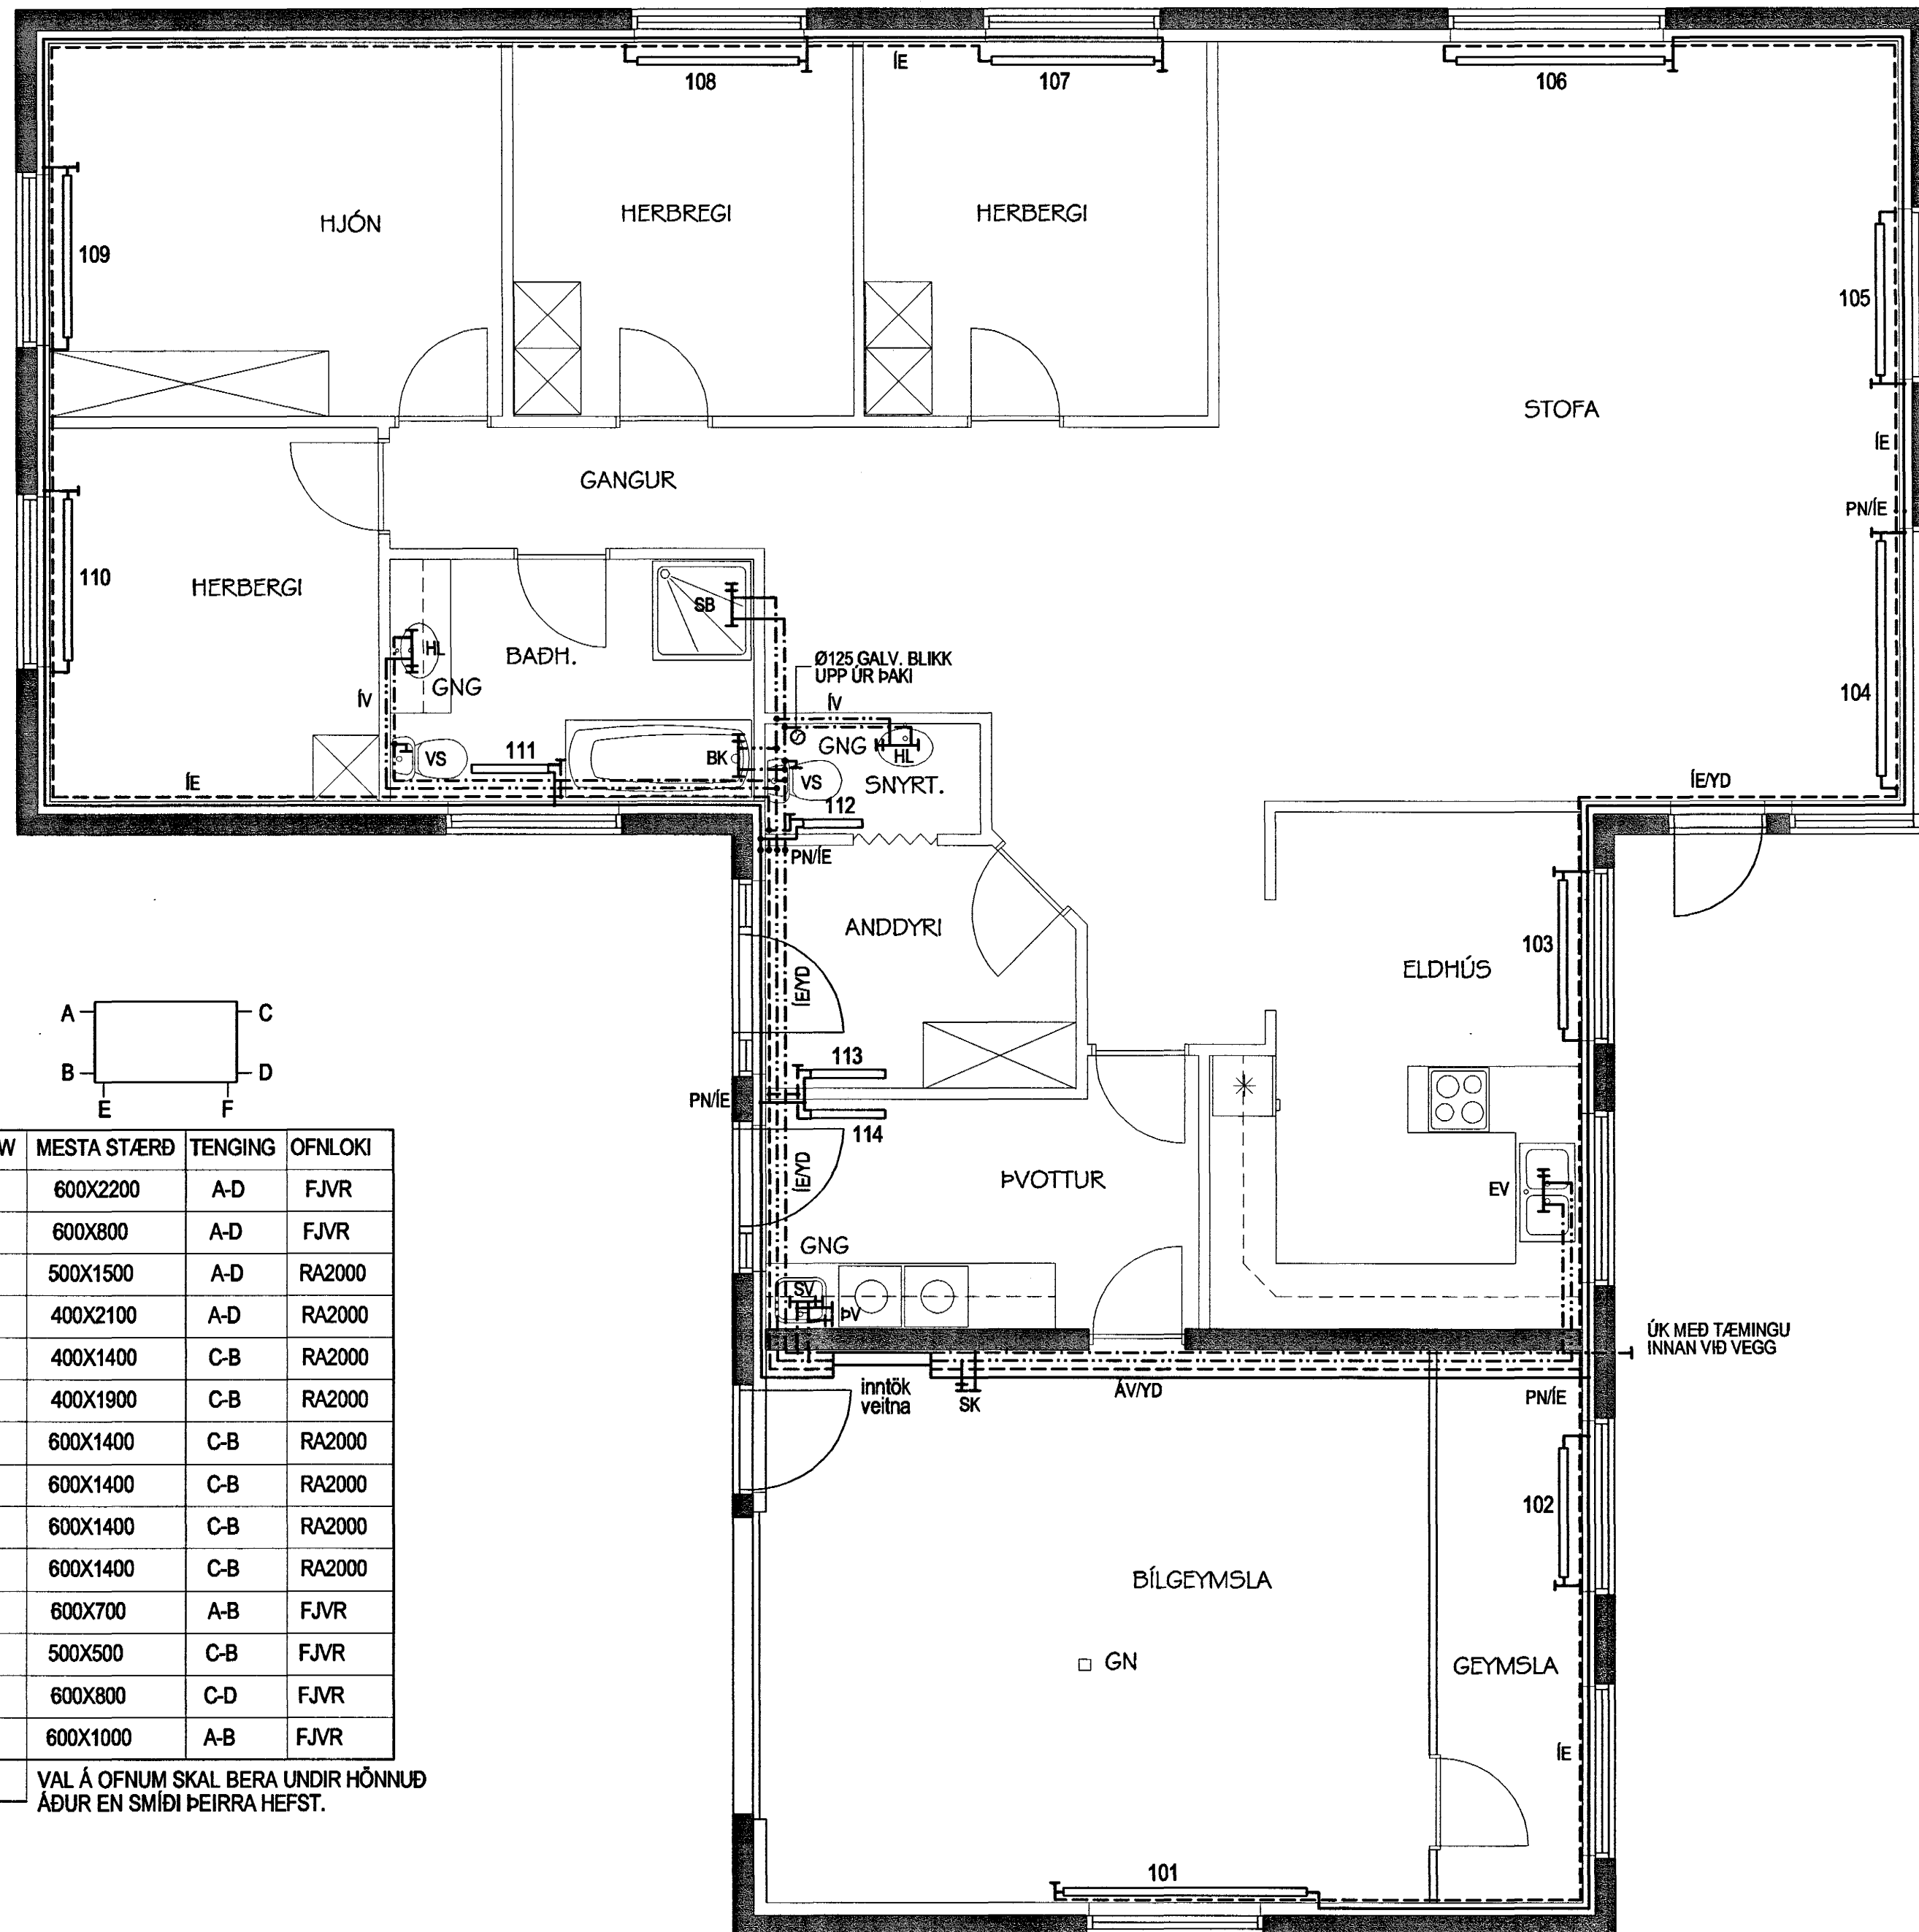 108
ÍE
107
106
HJÓN
HERBREGI
HERBERGI
109
105
STOFA
ÍE
GANGUR
PN/ÍE
110
HERBERGI
SB
HL
BAÐH.
GNG
ÍV
Ø125 GALV. BLIKK
UPP ÚR ÞAKI
ÍV
104
VS
111
BK
GNG
HL
VS
SNYRT.
ÍE
112
ÍE/YD
PN/ÍE
ANDDYRI
103
ELDHÚS
ÍE/YD
A
C
B
D
E
F
113
PN/ÍE
114
ÍE/YD
ÞVOTTUR
EV
GNG
SV
ÞV
ÚK MEÐ TÆMINGU
INNAN VIÐ VEGG
inntök
veitna
SK
ÁV/YD
PN/ÍE
102
BÍLGEYMSLA
GN
GEYMSLA
ÍE
101
W MESTA STÆRÐ TENGING OFNLOKI
600X2200 A-D FJVR
600X800 A-D FJVR
500X1500 A-D RA2000
400X2100 A-D RA2000
400X1400 C-B RA2000
400X1900 C-B RA2000
600X1400 C-B RA2000
600X1400 C-B RA2000
600X1400 C-B RA2000
600X1400 C-B RA2000
600X700 A-B FJVR
500X500 C-B FJVR
600X800 C-D FJVR
600X1000 A-B FJVR
VAL Á OFNUM SKAL BERA UNDIR HÖNNUÐ
ÁÐUR EN SMÍÐI ÞEIRRA HEFST.